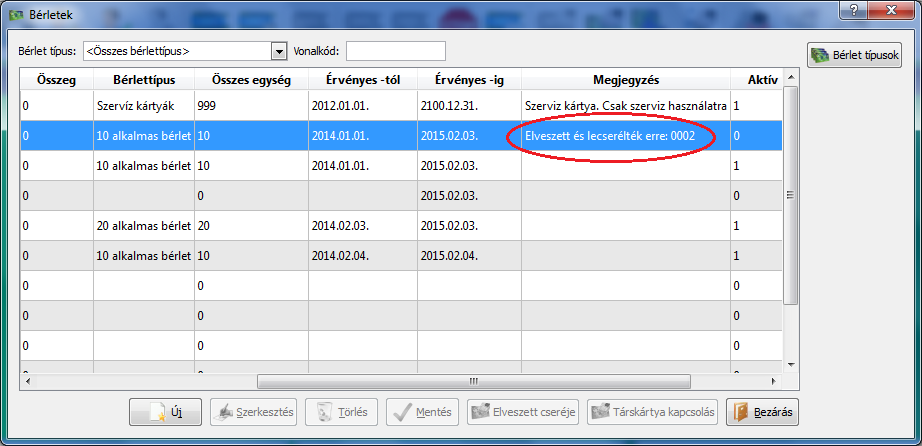 Bérletek
Bérlet típus: <Összes bérlettípus> Vonalkód:
Bérlet típusok
Összeg Bérlettípus Összes egység Érvényes -tól Érvényes -ig Megjegyzés Aktív
0 Szervíz kártyák 999 2012.01.01. 2100.12.31. Szerviz kártya. Csak szerviz használatra 1
0 10 alkalmas bérlet 10 2014.01.01. 2015.02.03. Elveszett és lecserélték erre: 0002 0
0 10 alkalmas bérlet 10 2014.01.01. 2015.02.03. 1
0 0 2015.02.03. 0
0 20 alkalmas bérlet 20 2014.02.03. 2015.02.03. 1
0 10 alkalmas bérlet 10 2014.02.04. 2015.02.04. 1
0 0 0
0 0 0
0 0 0
Új Szerkesztés Törlés Mentés Elveszett cseréje Társkártya kapcsolás Bezárás